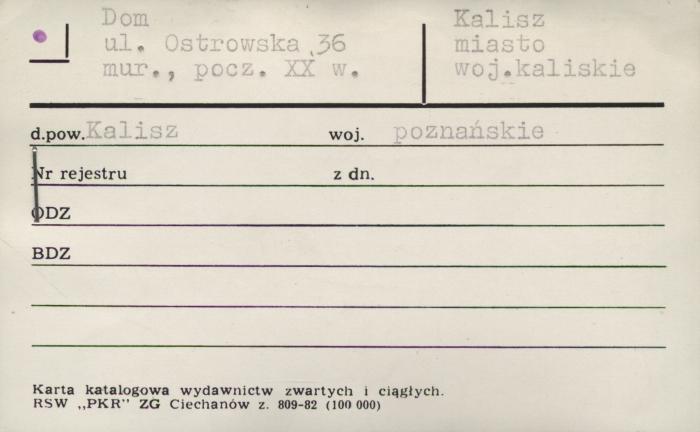 Dom
ul. Ostrowska 36
mur., pocz. XX w.
Kalisz
miasto
woj.kaliskie
d.pow. Kalisz woj. poznańskie
Nr rejestru z dn.
ODZ
BDZ
Karta katalogowa wydawnictw zwartych i ciągłych.
RSW „PKR" ZG Ciechanów z. 809-82 (100 000)